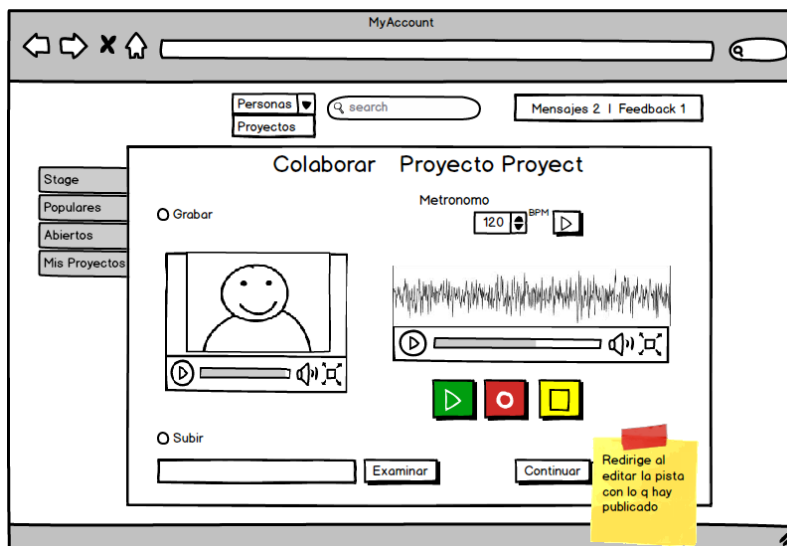 MyAccount
Personas
search
Mensajes 2 | Feedback 1
Proyectos
Colaborar Proyecto Proyect
Stage
Populares
Abiertos
Mis Proyectos
Grabar
Metronomo
120
BPM
Subir
Examinar
Continuar
Redirige al
editar la pista
con lo q hay
publicado